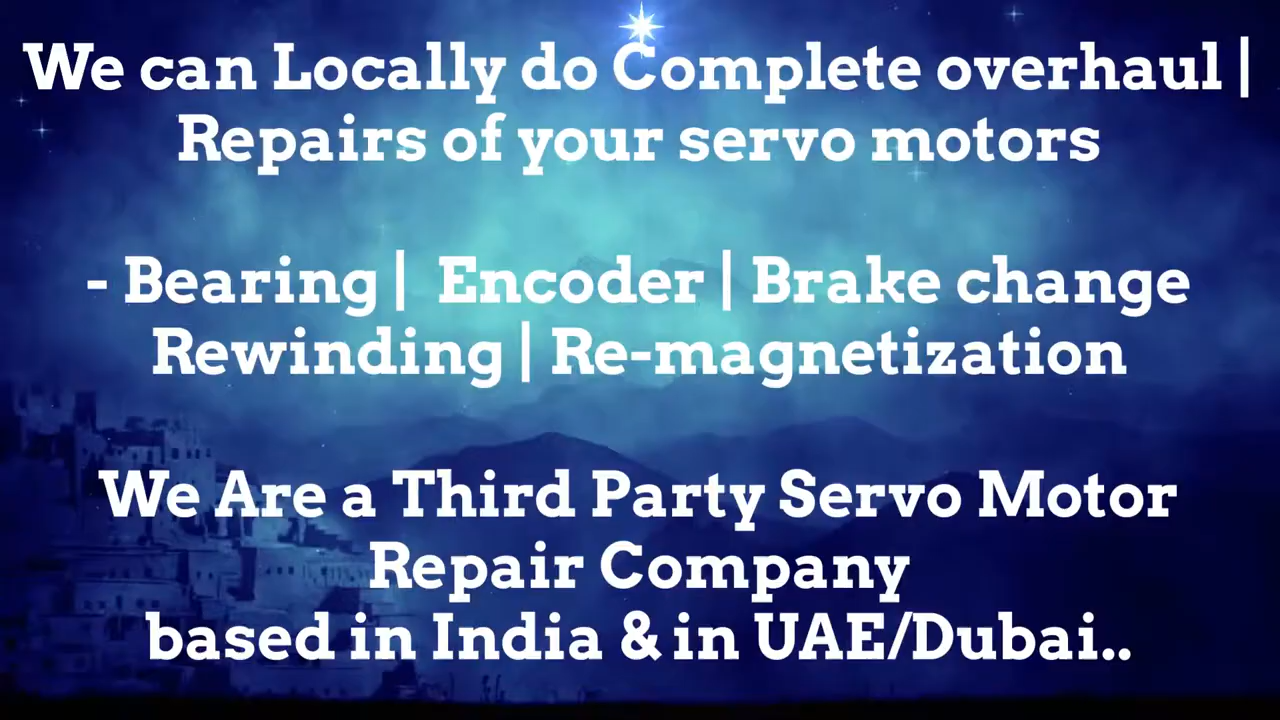 We can Locally do Complete overhaul |
Repairs of your servo motors
- Bearing | Encoder | Brake change
Rewinding | Re-magnetization
We Are a Third Party Servo Motor
Repair Company
based in India & in UAE/Dubai..